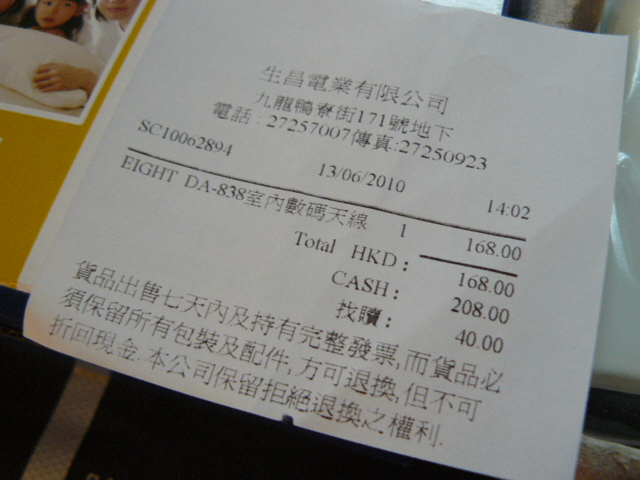 生昌電業有限公司
九龍鴨寮街171號地下
電話：27257007傳真:27250923
SC10062894 13/06/2010 14:02
EIGHT DA-838室內數碼天線 1 168.00
Total HKD： 168.00
CASH： 208.00
找贖： 40.00
貨品出售七天內及持有完整發票,而貨品必
須保留所有包裝及配件,方可退換,但不可
折回現金.本公司保留拒絕退換之權利.